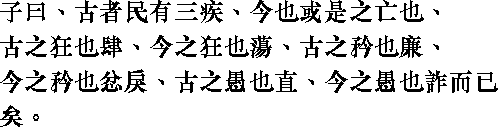 子曰、古者民有三疾、今也或是之亡也、
古之狂也肆、今之狂也蕩、古之矜也廉、
今之矜也忿戾、古之愚也直、今之愚也詐而已
矣。